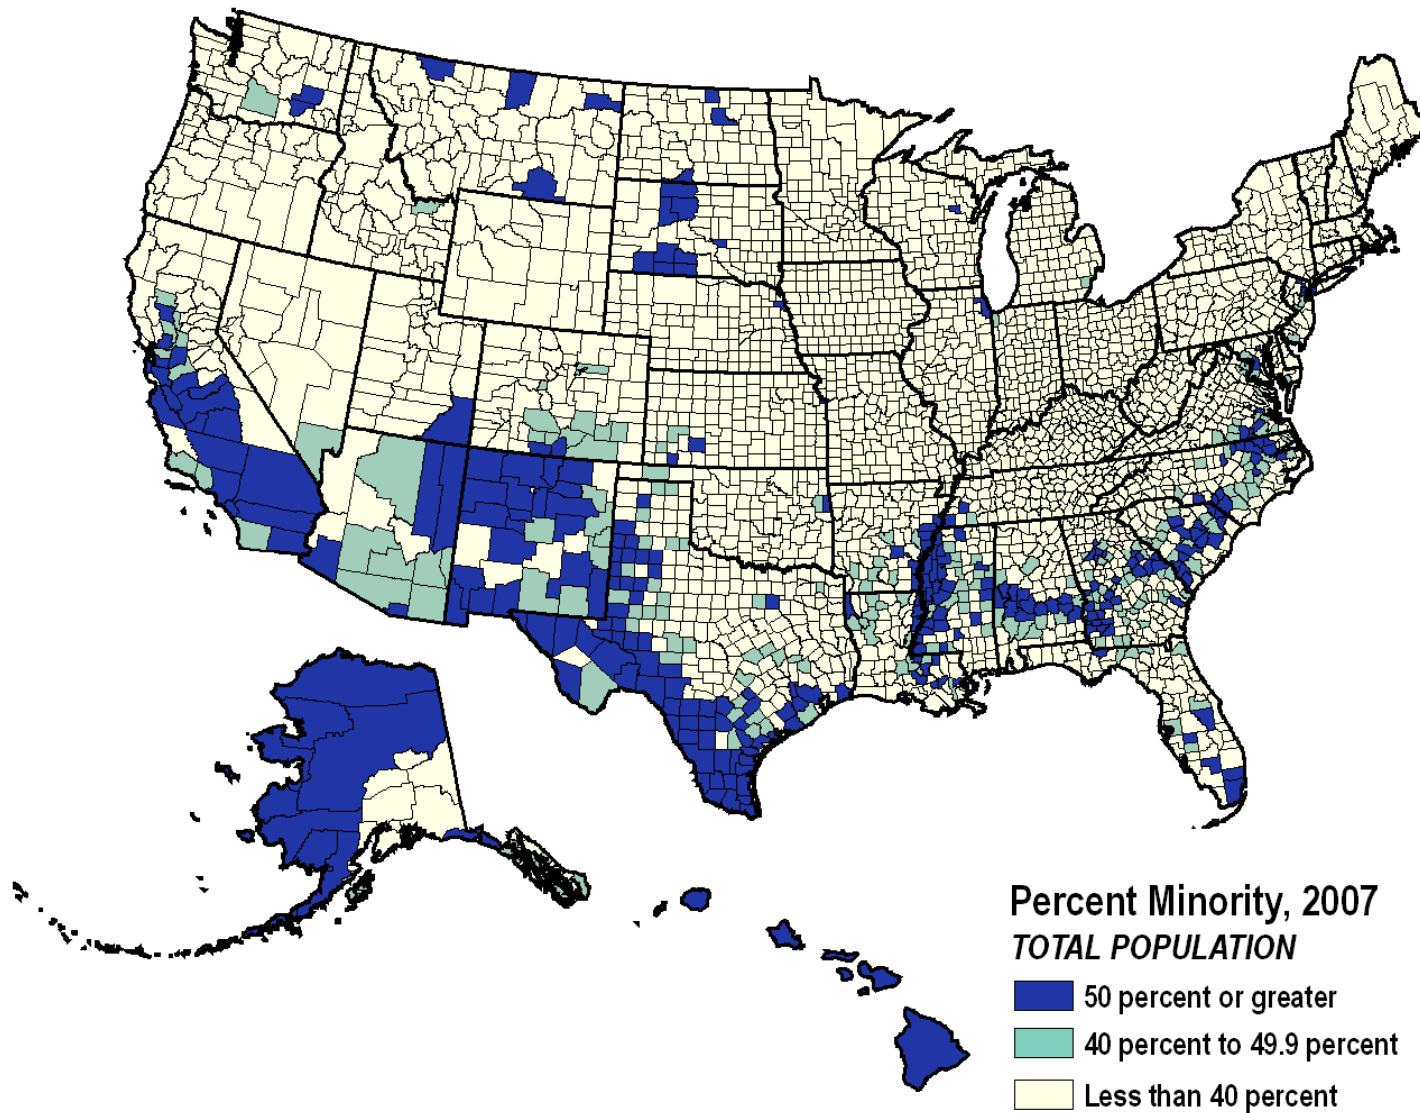 Percent Minority, 2007
TOTAL POPULATION
50 percent or greater
40 percent to 49.9 percent
Less than 40 percent